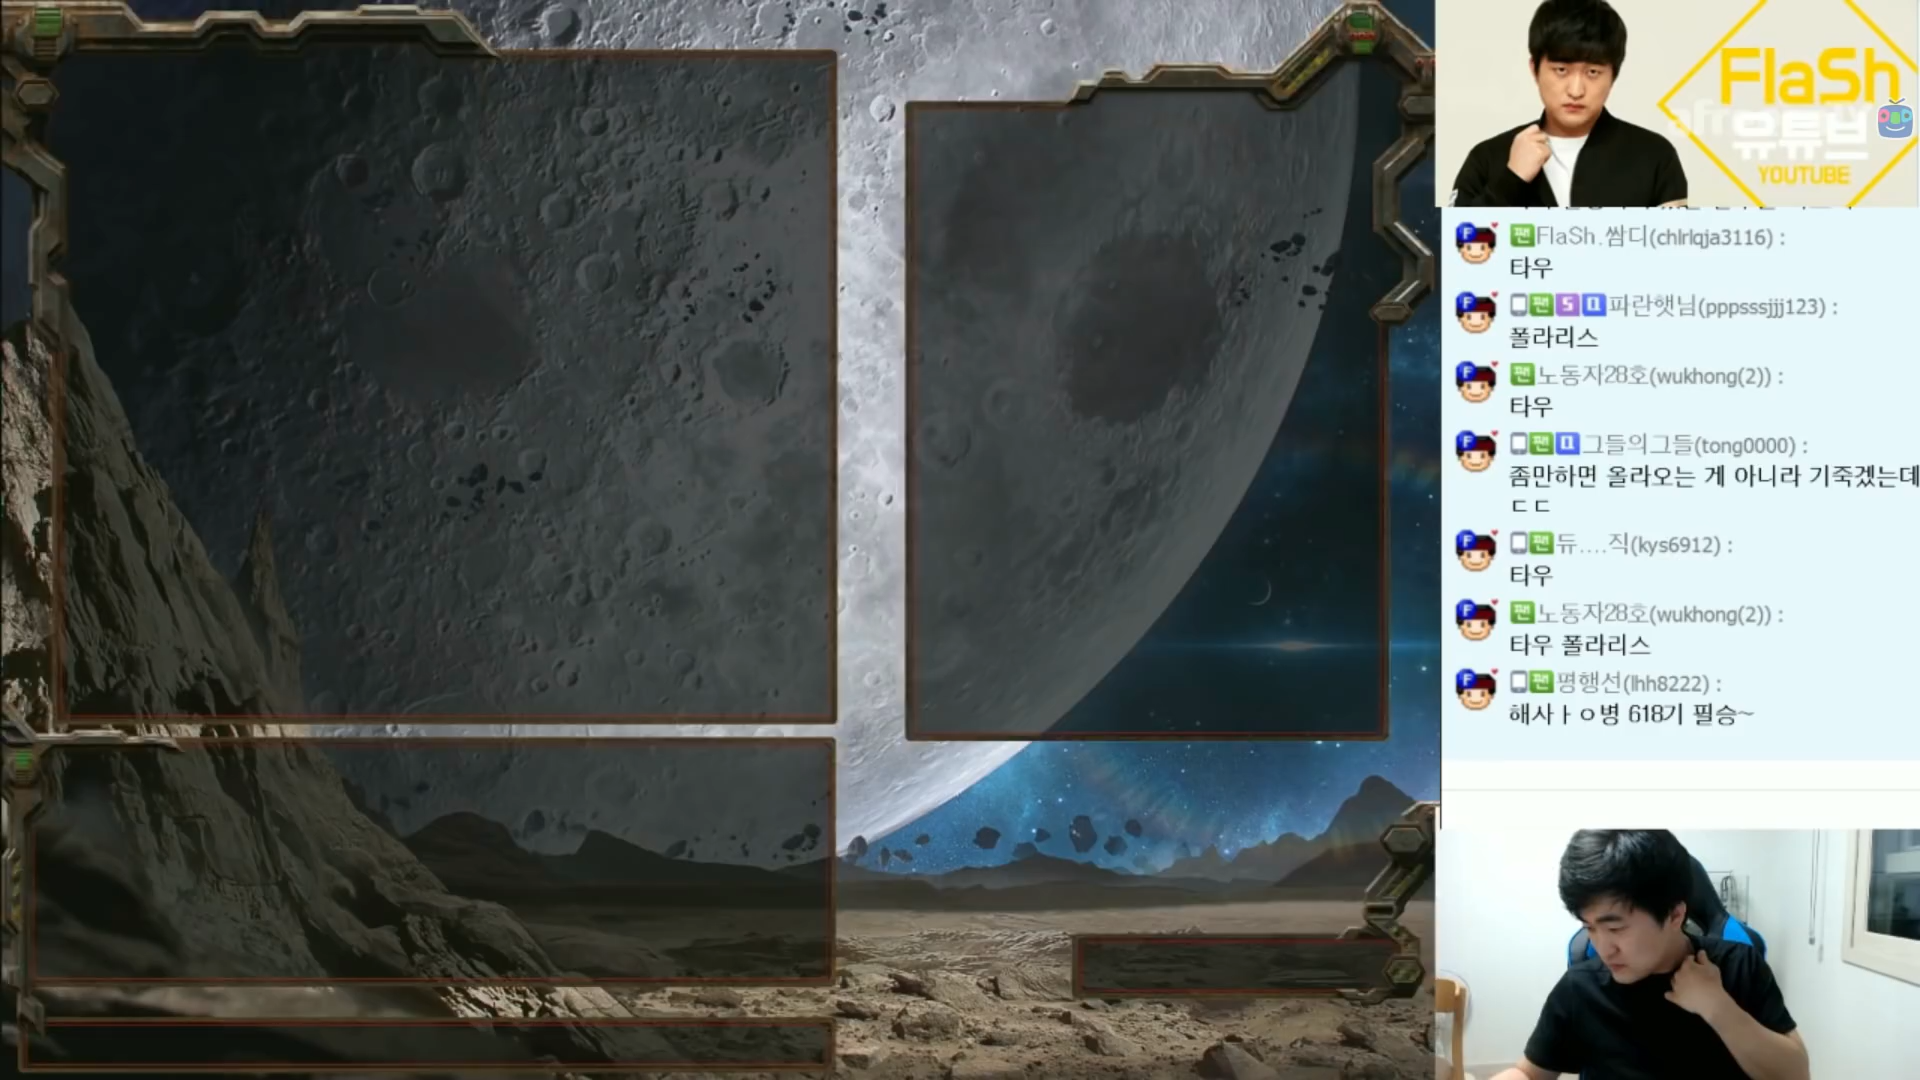 FlaSh
유튜브
YOUTUBE
FlaSh.쌈디(chlrlqja3116) :
타우
파란햇님(pppsssjjj123) :
폴라리스
노동자28호(wukhong(2)) :
타우
그들의그들(tong0000) :
좀만하면 올라오는 게 아니라 기죽겠는데
ㄷㄷ
듀....직(kys6912) :
타우
노동자28호(wukhong(2)) :
타우 폴라리스
평행선(lhh8222) :
해사ㅏㅇ병 618기 필승~